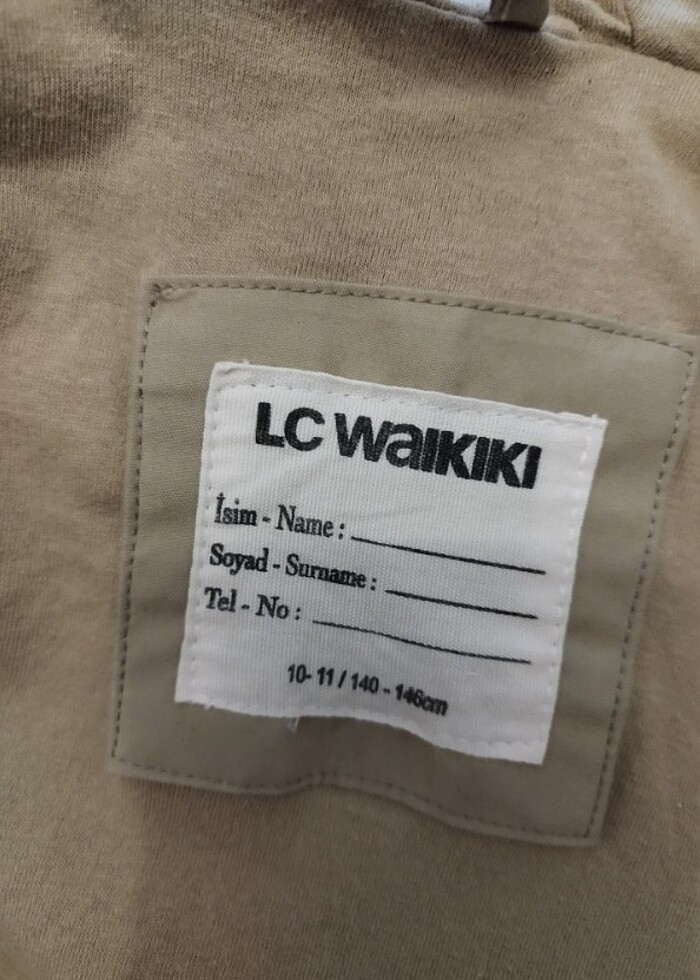 LC Waikiki
İsim - Name :
Soyad - Surname :
Tel - No :
10- 11 / 140 - 146cm